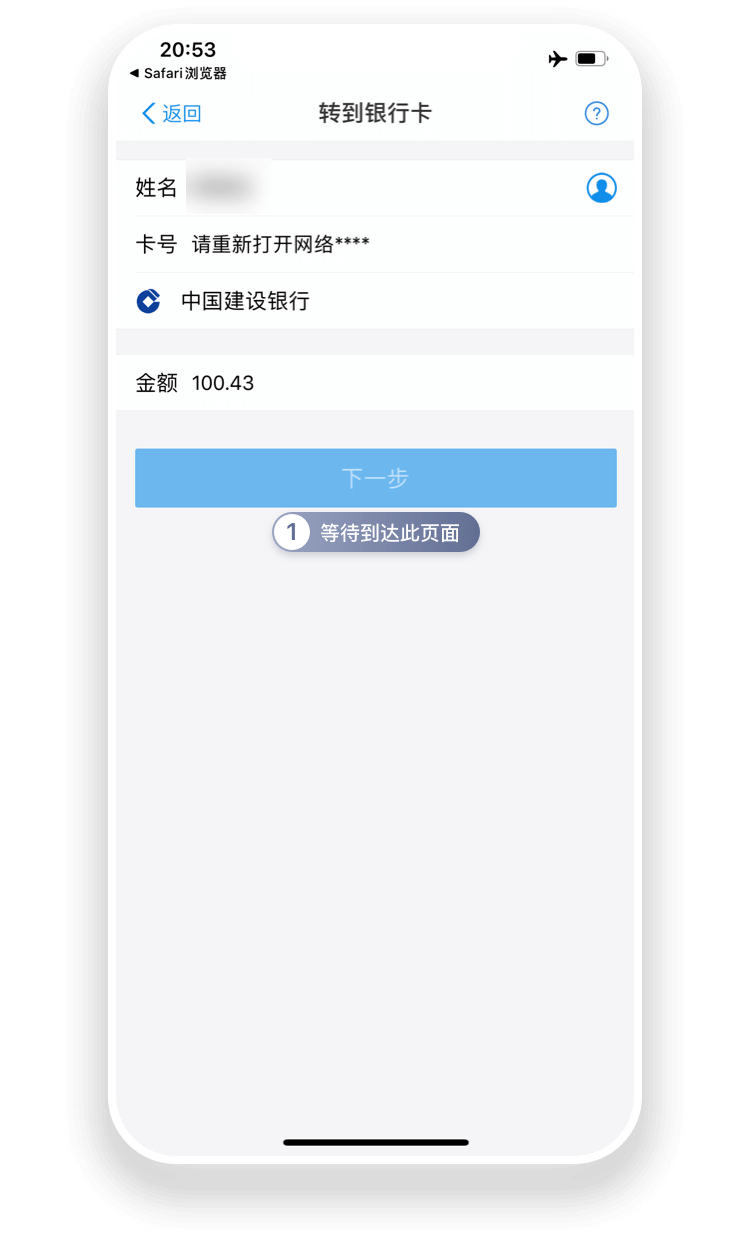 20:53
◀ Safari浏览器
返回
转到银行卡
?
姓名
卡号 请重新打开网络****
中国建设银行
金额 100.43
下一步
1 等待到达此页面